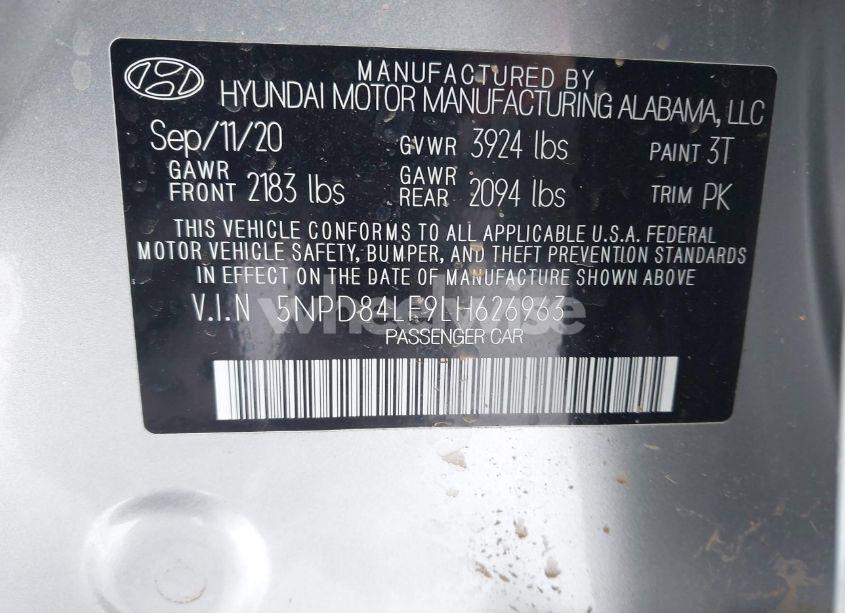 MANUFACTURED BY
HYUNDAI MOTOR MANUFACTURING ALABAMA, LLC
Sep/11/20 GVWR 3924 lbs PAINT 3T
GAWR FRONT 2183 lbs GAWR REAR 2094 lbs TRIM PK
THIS VEHICLE CONFORMS TO ALL APPLICABLE U.S.A. FEDERAL
MOTOR VEHICLE SAFETY, BUMPER, AND THEFT PREVENTION STANDARDS
IN EFFECT ON THE DATE OF MANUFACTURE SHOWN ABOVE
V.I.N 5NPD84LF9LH626963
PASSENGER CAR